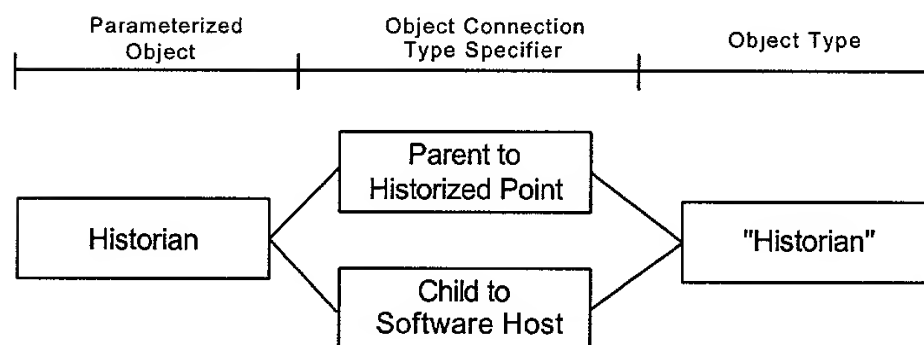 Parameterized
Object
Object Connection
Type Specifier
Object Type
Parent to
Historized Point
Historian
"Historian"
Child to
Software Host